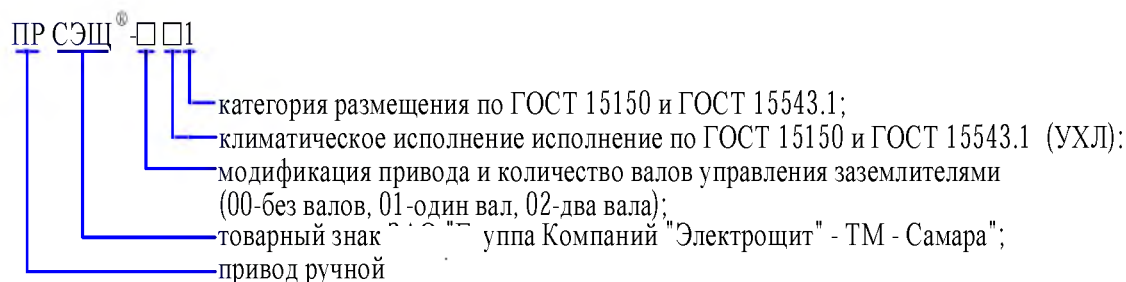 ПР СЭЩ®-□ □1
категория размещения по ГОСТ 15150 и ГОСТ 15543.1;
климатическое исполнение исполнение по ГОСТ 15150 и ГОСТ 15543.1 (УХЛ):
модификация привода и количество валов управления заземлителями
(00-без валов, 01-один вал, 02-два вала);
товарный знак уппа Компаний "Электрощит" - ТМ - Самара";
привод ручной